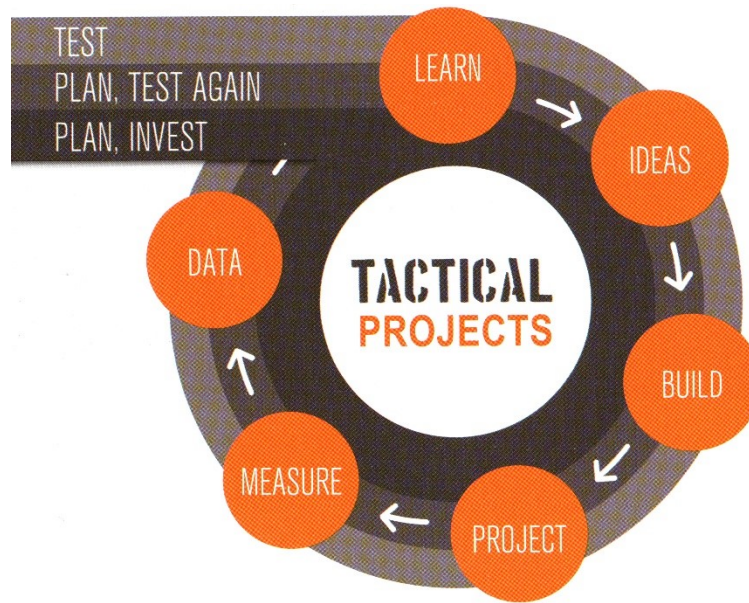 TEST
PLAN, TEST AGAIN
PLAN, INVEST
LEARN
IDEAS
BUILD
PROJECT
MEASURE
DATA
TACTICAL
PROJECTS